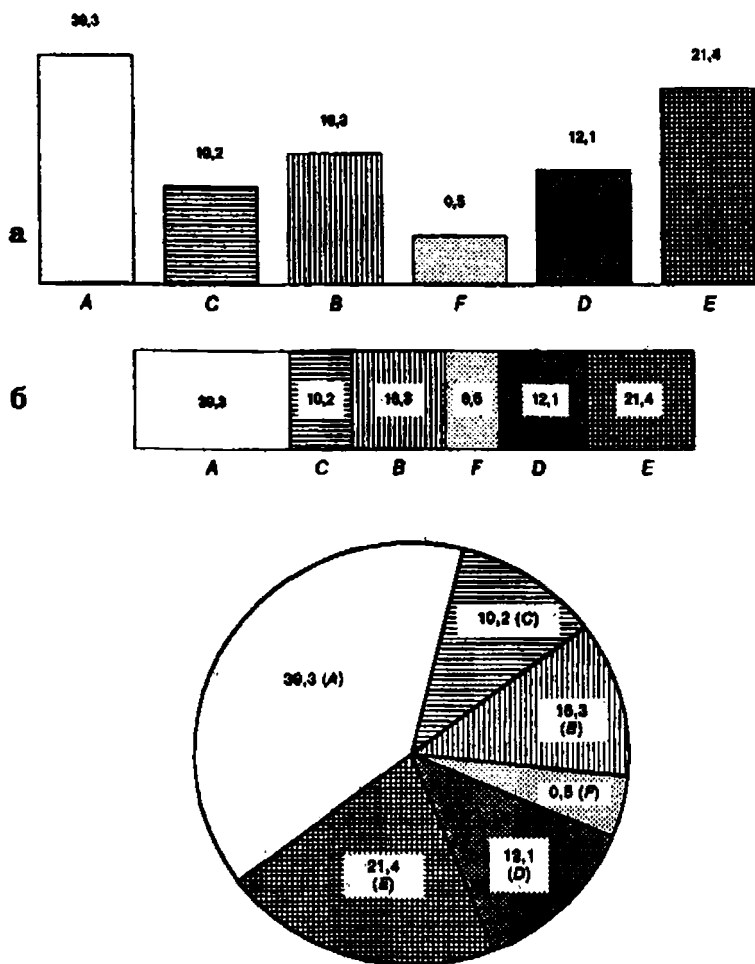 39,3
21,4
16,3
12,1
10,2
0,5
а
A C B F D E
б
39,3 10,2 16,3 0,5 12,1 21,4
A C B F D E
10,2 (C)
39,3 (A)
16,3
(B)
0,5 (F)
12,1
(D)
21,4
(E)